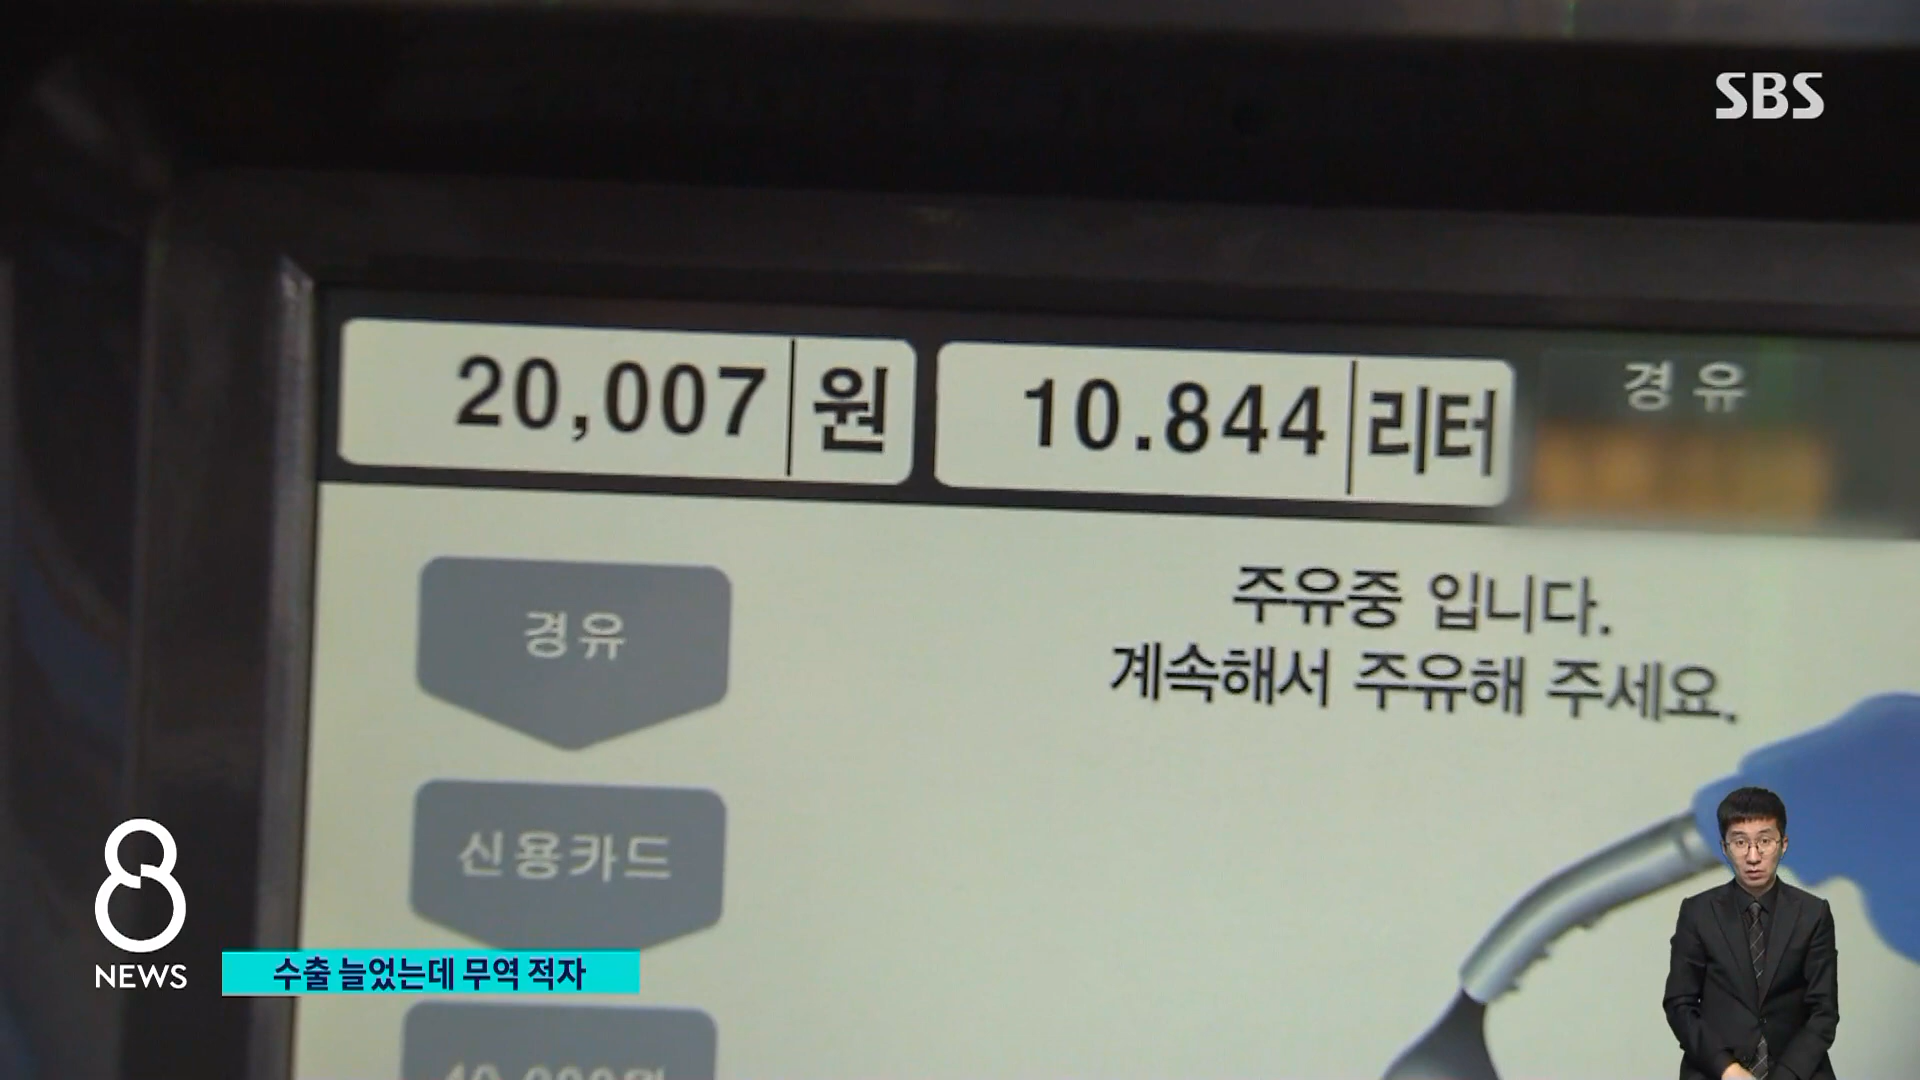 SBS
20,007 원
10.844 리터
경유
주유중 입니다.
계속해서 주유해 주세요.
경유
신용카드
8
NEWS
수출 늘었는데 무역 적자